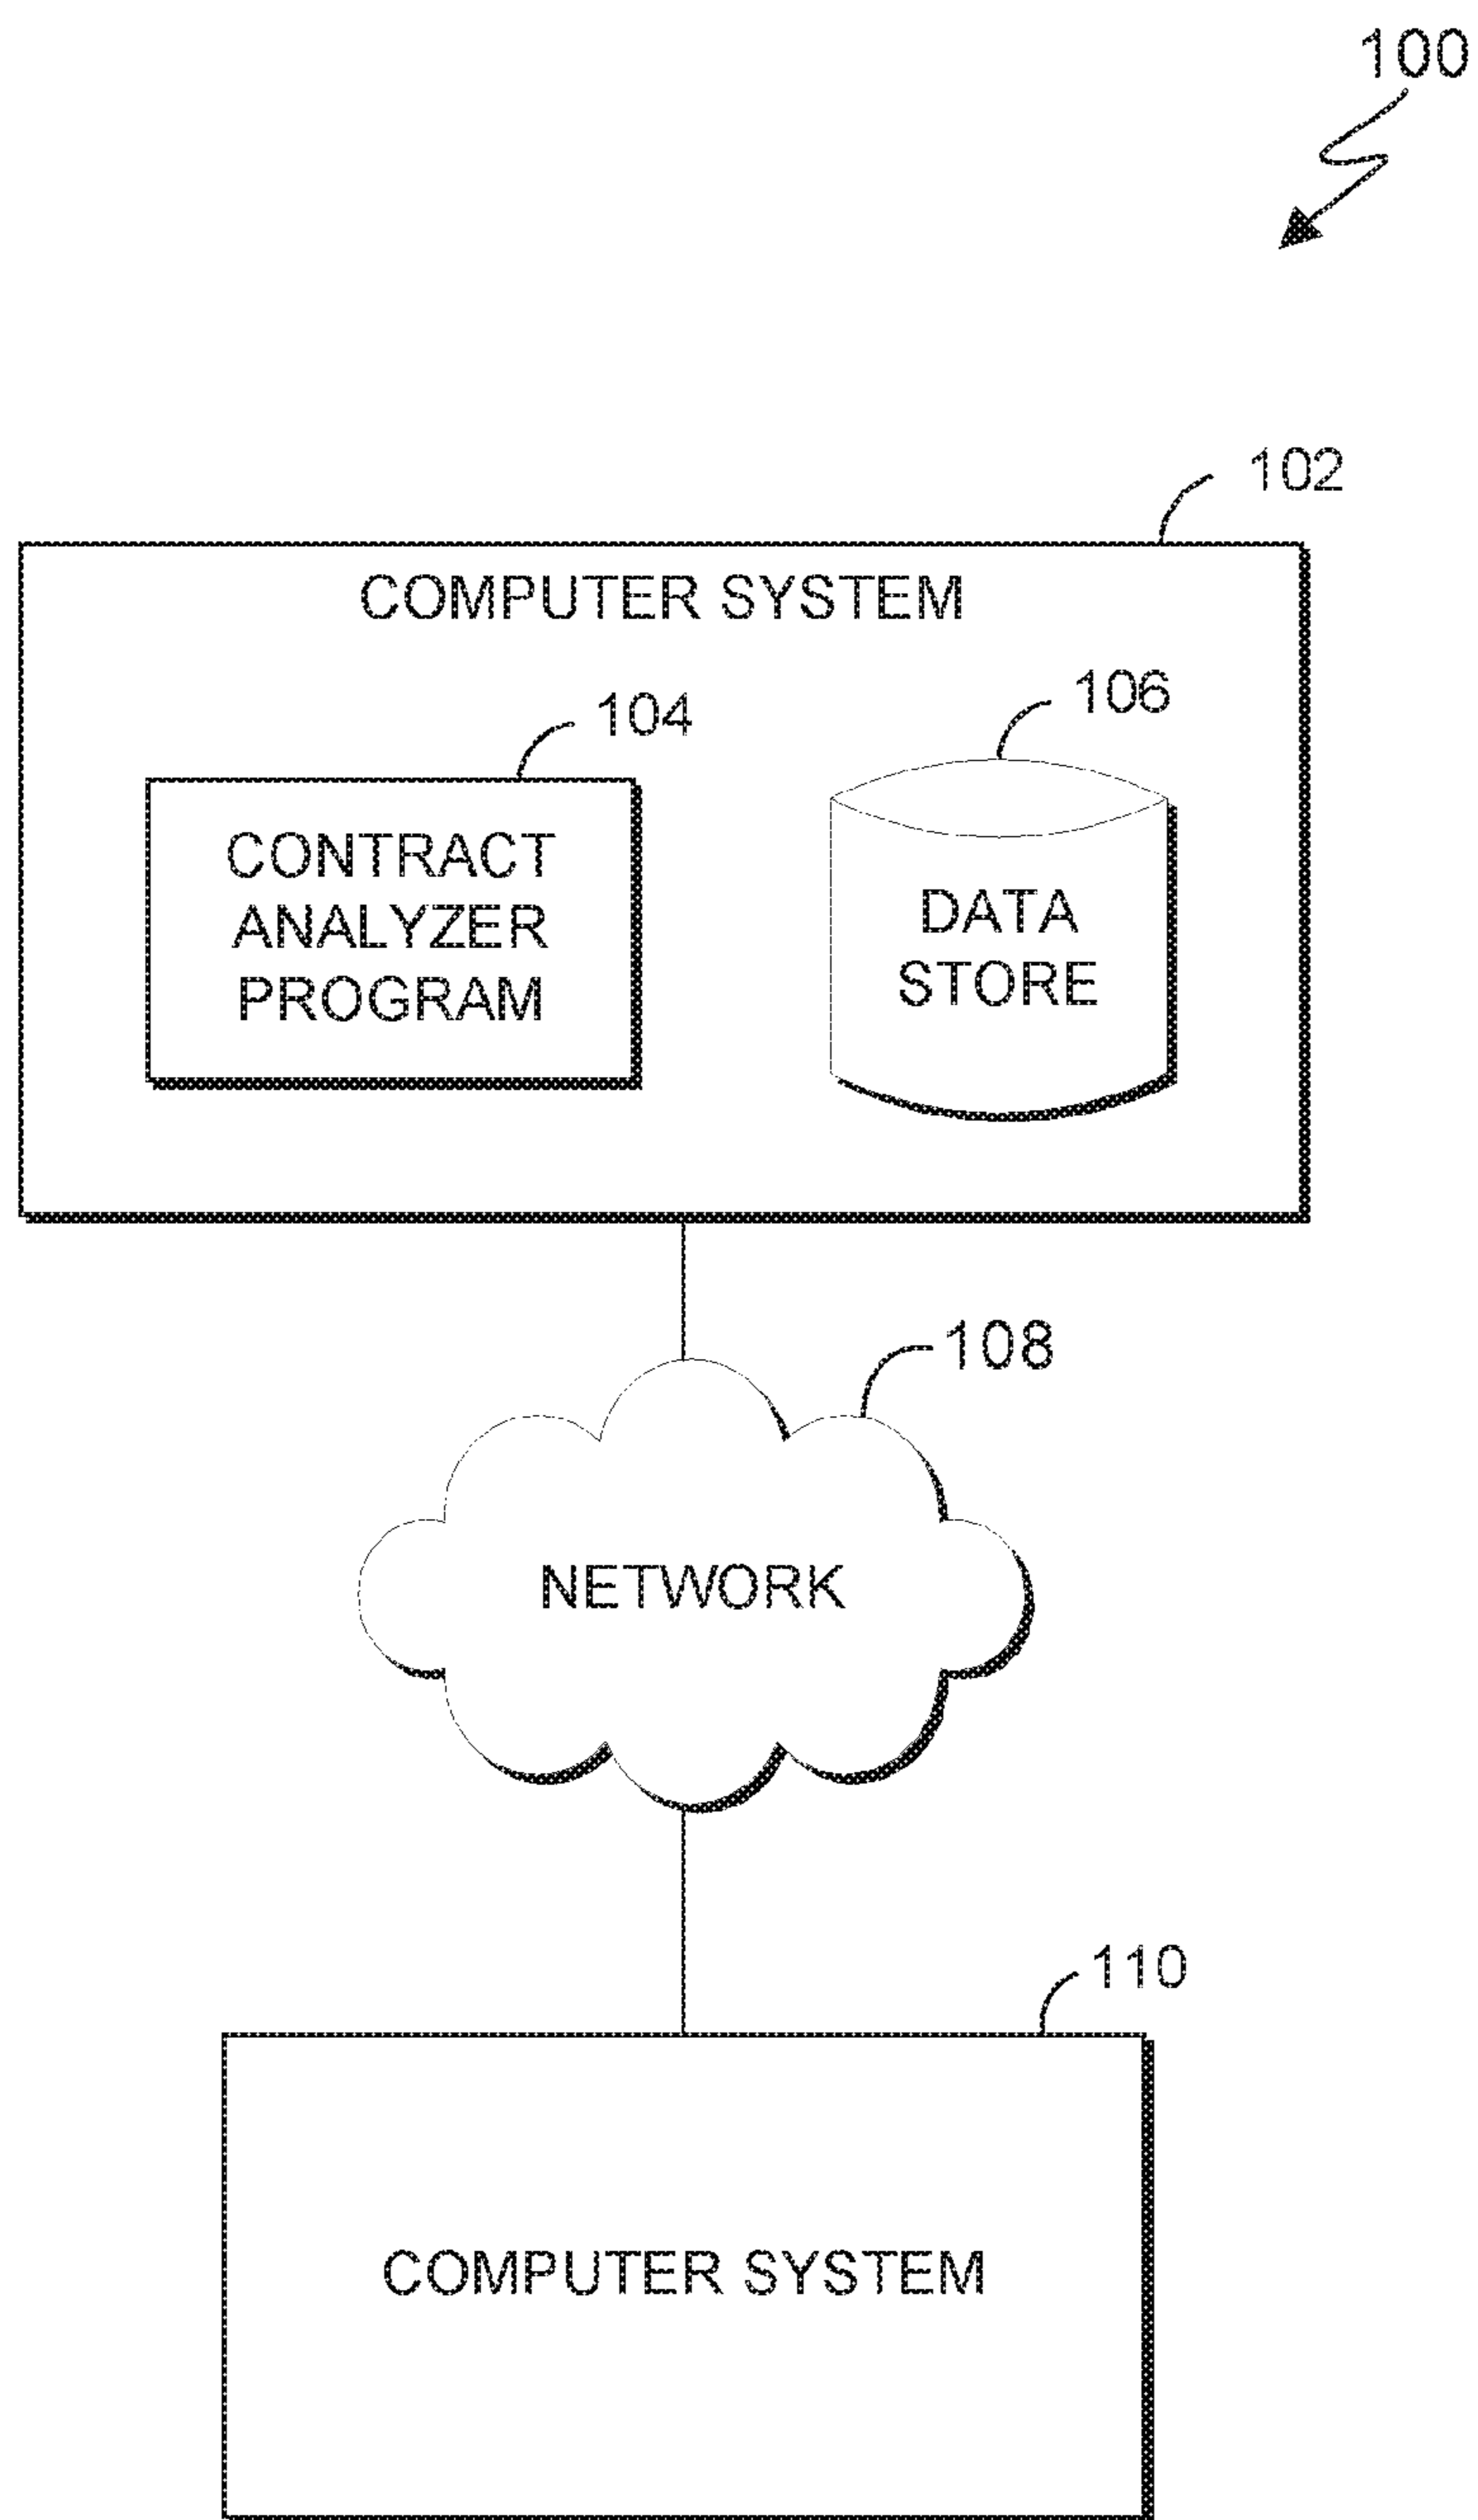 100
102
COMPUTER SYSTEM
104
106
CONTRACT
ANALYZER
PROGRAM
DATA
STORE
108
NETWORK
110
COMPUTER SYSTEM